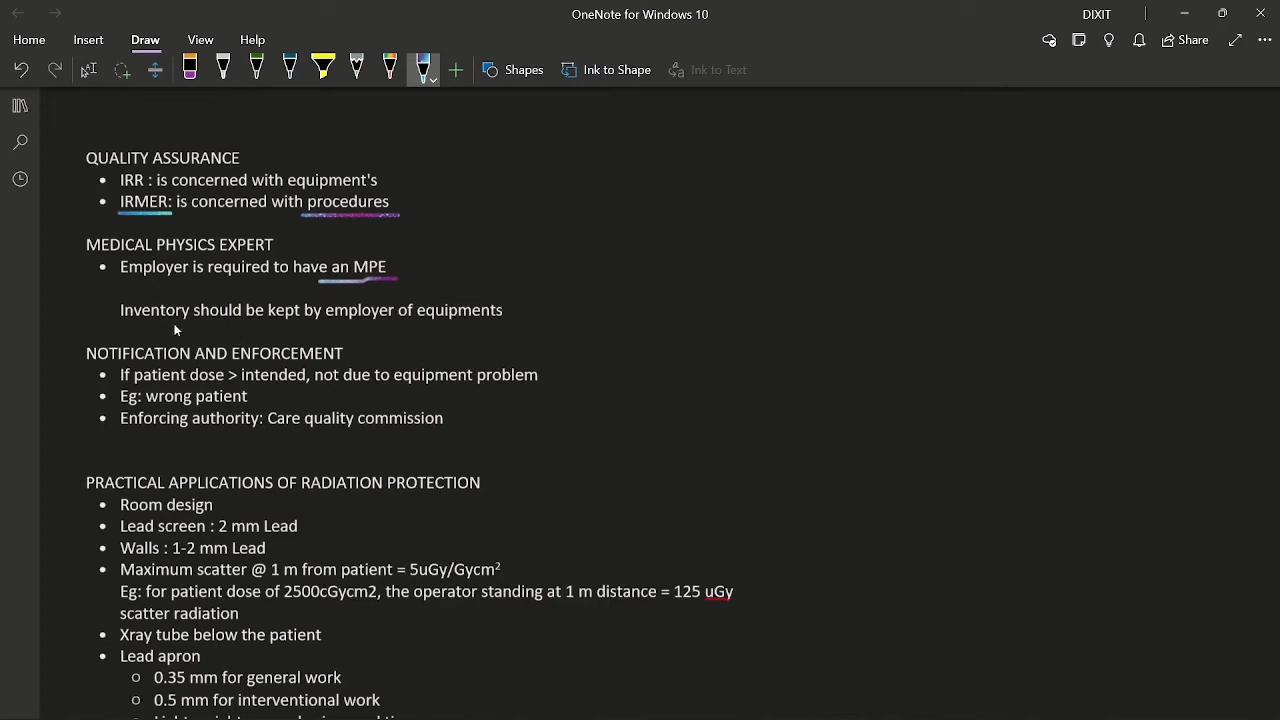 OneNote for Windows 10
DIXIT
Home Insert Draw View Help
Share
Shapes Ink to Shape Ink to Text
QUALITY ASSURANCE
• IRR : is concerned with equipment's
• IRMER: is concerned with procedures
MEDICAL PHYSICS EXPERT
• Employer is required to have an MPE
Inventory should be kept by employer of equipments
NOTIFICATION AND ENFORCEMENT
• If patient dose > intended, not due to equipment problem
• Eg: wrong patient
• Enforcing authority: Care quality commission
PRACTICAL APPLICATIONS OF RADIATION PROTECTION
• Room design
• Lead screen : 2 mm Lead
• Walls : 1-2 mm Lead
• Maximum scatter @ 1 m from patient = 5uGy/Gycm²
Eg: for patient dose of 2500cGycm2, the operator standing at 1 m distance = 125 uGy
scatter radiation
• Xray tube below the patient
• Lead apron
○ 0.35 mm for general work
○ 0.5 mm for interventional work